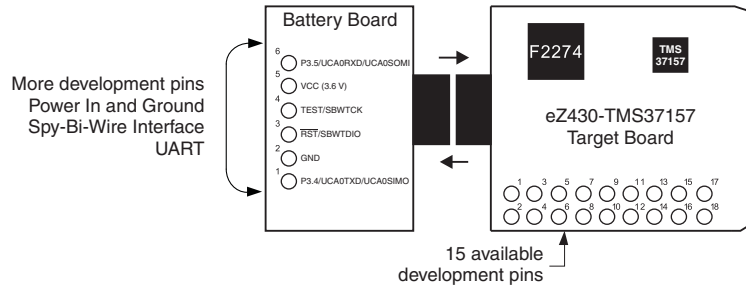 Battery Board
6
P3.5/UCA0RXD/UCA0SOMI
5
VCC (3.6 V)
4
TEST/SBWTCK
3
RST/SBWTDIO
2
GND
1
P3.4/UCA0TXD/UCA0SIMO
More development pins
Power In and Ground
Spy-Bi-Wire Interface
UART
F2274
TMS
37157
eZ430-TMS37157
Target Board
1 3 5 7 9 11 13 15 17
2 4 6 8 10 12 14 16 18
15 available
development pins